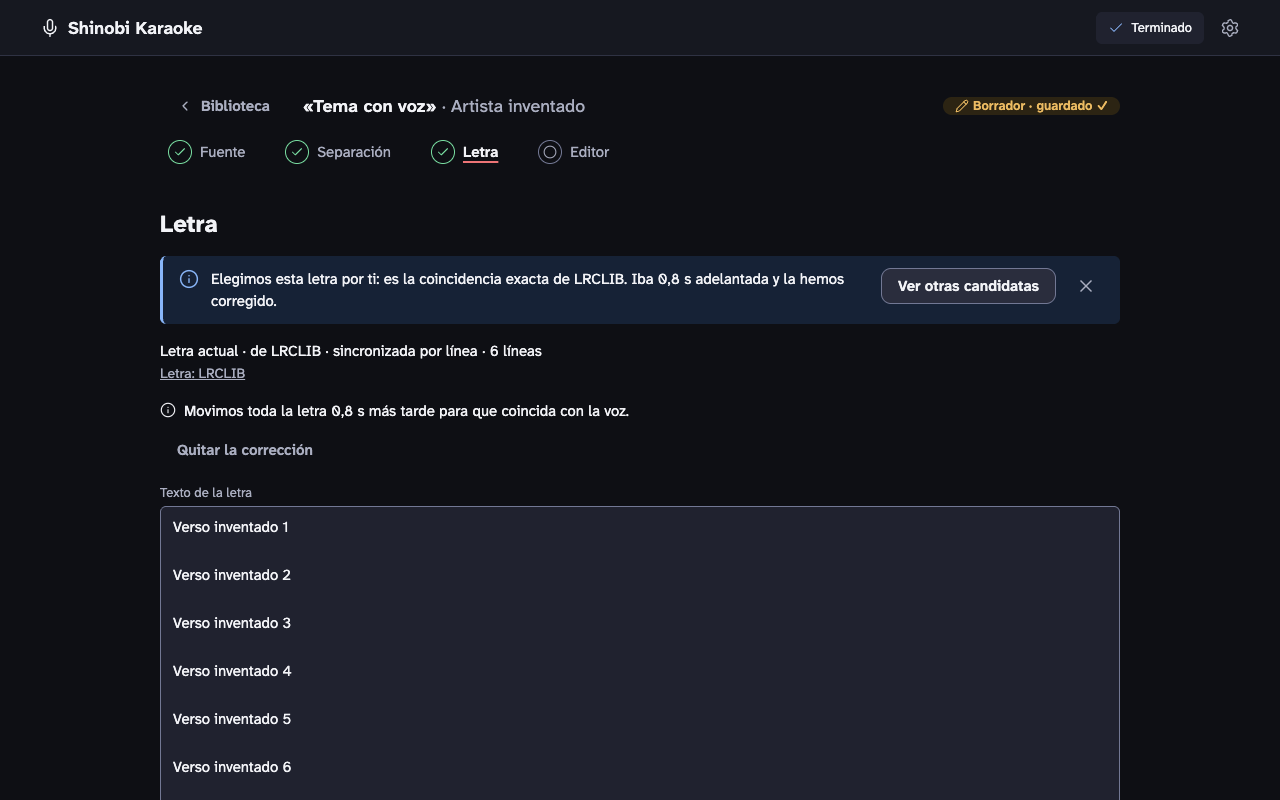 Shinobi Karaoke
Terminado
Biblioteca
«Tema con voz» · Artista inventado
Borrador · guardado
Fuente
Separación
Letra
Editor
Letra
Elegimos esta letra por ti: es la coincidencia exacta de LRCLIB. Iba 0,8 s adelantada y la hemos
corregido.
Ver otras candidatas
Letra actual · de LRCLIB · sincronizada por línea · 6 líneas
Letra: LRCLIB
Movimos toda la letra 0,8 s más tarde para que coincida con la voz.
Quitar la corrección
Texto de la letra
Verso inventado 1
Verso inventado 2
Verso inventado 3
Verso inventado 4
Verso inventado 5
Verso inventado 6